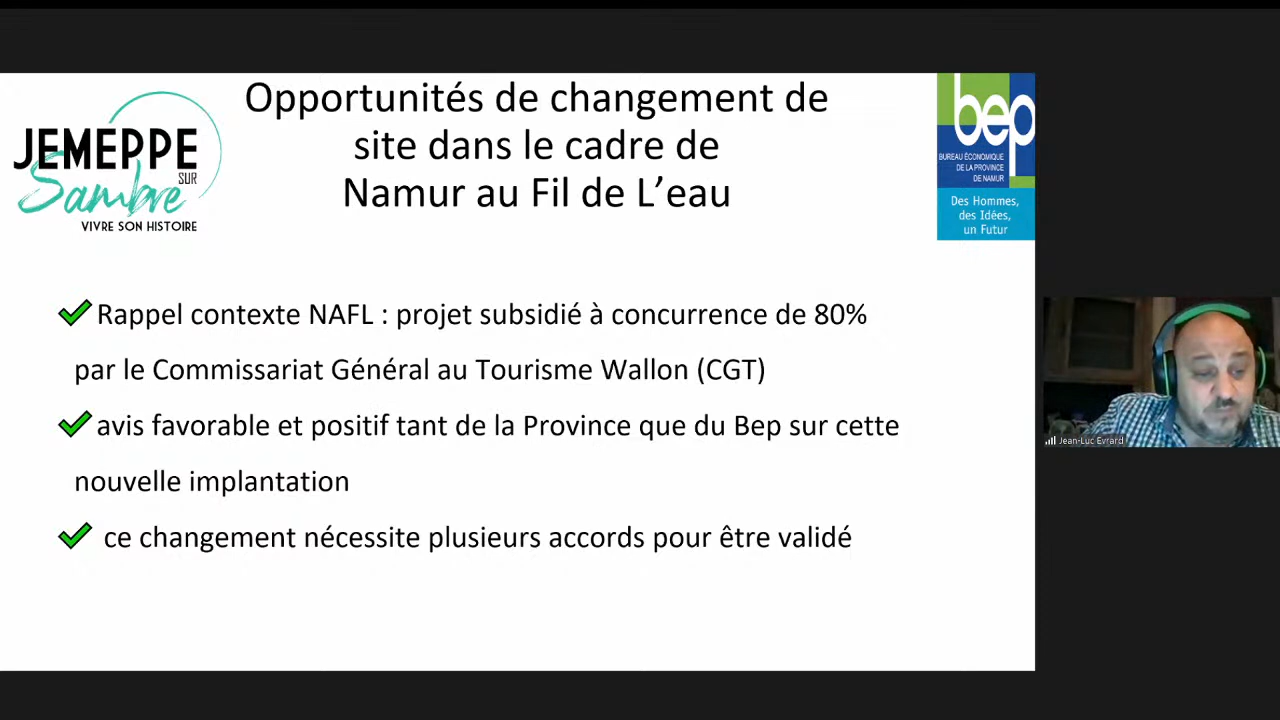 Opportunités de changement de
site dans le cadre de
Namur au Fil de L’eau
JEMEPPE
SUR
Sambre
VIVRE SON HISTOIRE
bep
BUREAU ÉCONOMIQUE
DE LA PROVINCE
DE NAMUR
Des Hommes,
des Idées,
un Futur
Rappel contexte NAFL : projet subsidié à concurrence de 80%
par le Commissariat Général au Tourisme Wallon (CGT)
avis favorable et positif tant de la Province que du Bep sur cette
nouvelle implantation
ce changement nécessite plusieurs accords pour être validé
Jean-Luc Evrard